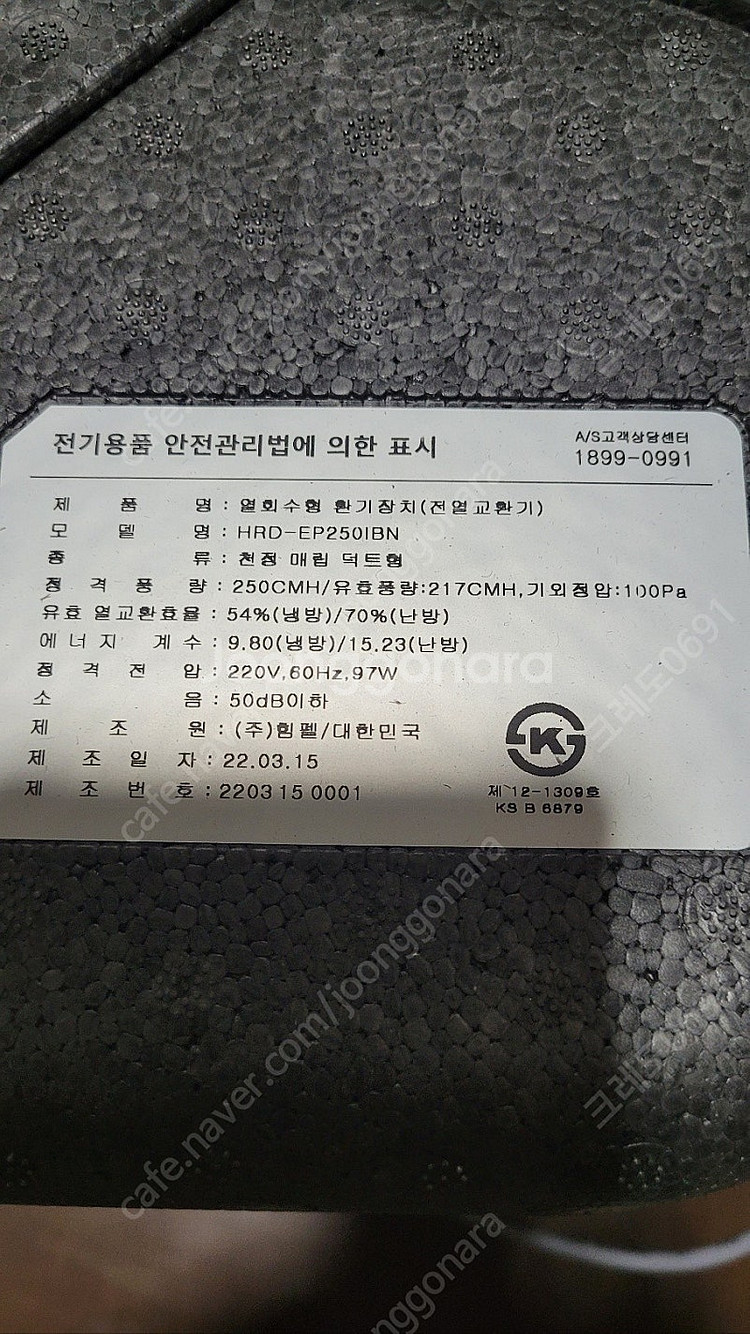 전기용품 안전관리법에 의한 표시
A/S고객상담센터
1899-0991
제 품 명 : 열회수형 환기장치(전열교환기)
모 델 명 : HRD-EP250IBN
종 류 : 천정 매립 덕트형
정 격 풍 량 : 250CMH/유효풍량:217CMH,기외정압:100Pa
유효 열교환효율 : 54%(냉방)/70%(난방)
에 너 지 계 수 : 9.80(냉방)/15.23(난방)
정 격 전 압 : 220V,60Hz,97W
소 음 : 50dB이하
제 조 원 : (주)힘펠/대한민국
제 조 일 자 : 22.03.15
제 조 번 호 : 220315 0001
제 12-1309호
KS B 6879
joonggonara
cafe.naver.com/joonggonara
크레도0691